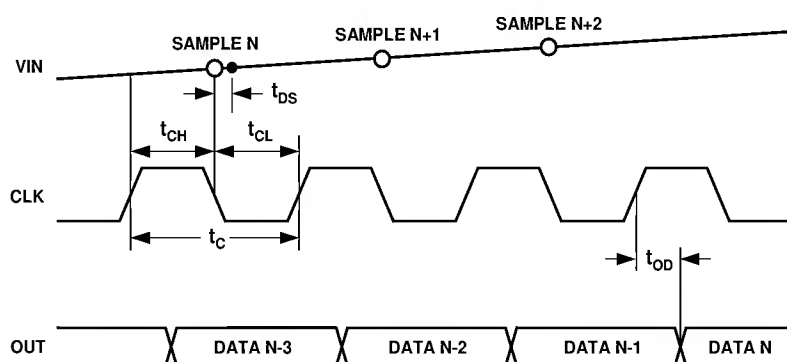 SAMPLE N
SAMPLE N+1
SAMPLE N+2
VIN
tDS
tCH
tCL
CLK
tC
tOD
OUT
DATA N-3
DATA N-2
DATA N-1
DATA N